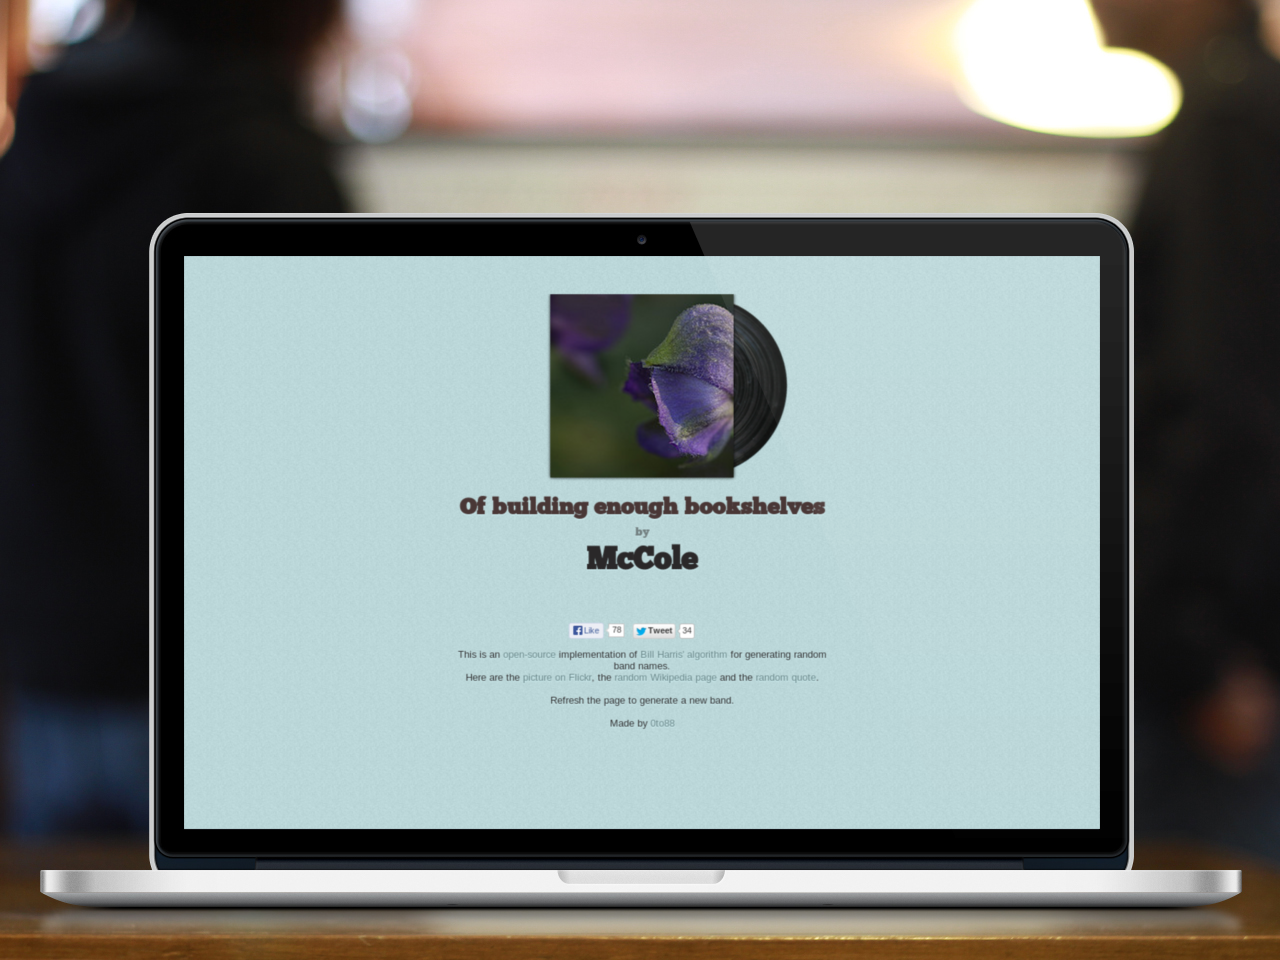 Of building enough bookshelves
by
McCole
Like 78 Tweet 34
This is an open-source implementation of Bill Harris' algorithm for generating random
band names.
Here are the picture on Flickr, the random Wikipedia page and the random quote.
Refresh the page to generate a new band.
Made by 0to88